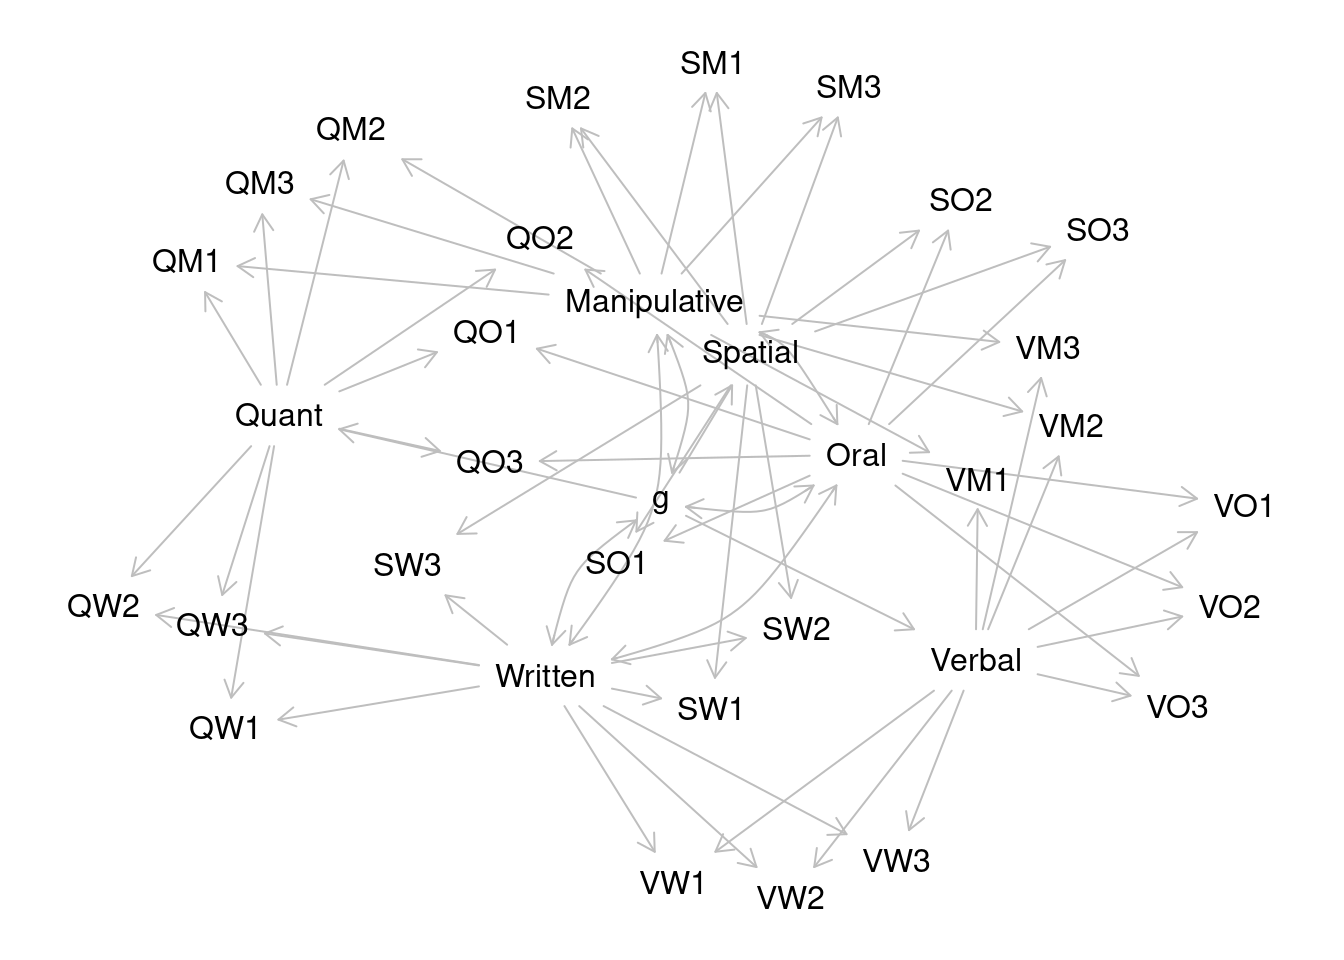 SM1
SM3
SM2
QM2
QM3
SO2
SO3
QO2
QM1
Manipulative
QO1
VM3
Spatial
Quant
VM2
Oral
QO3
VM1
g
VO1
SO1
SW3
QW2
VO2
QW3
SW2
Verbal
Written
VO3
SW1
QW1
VW3
VW1
VW2